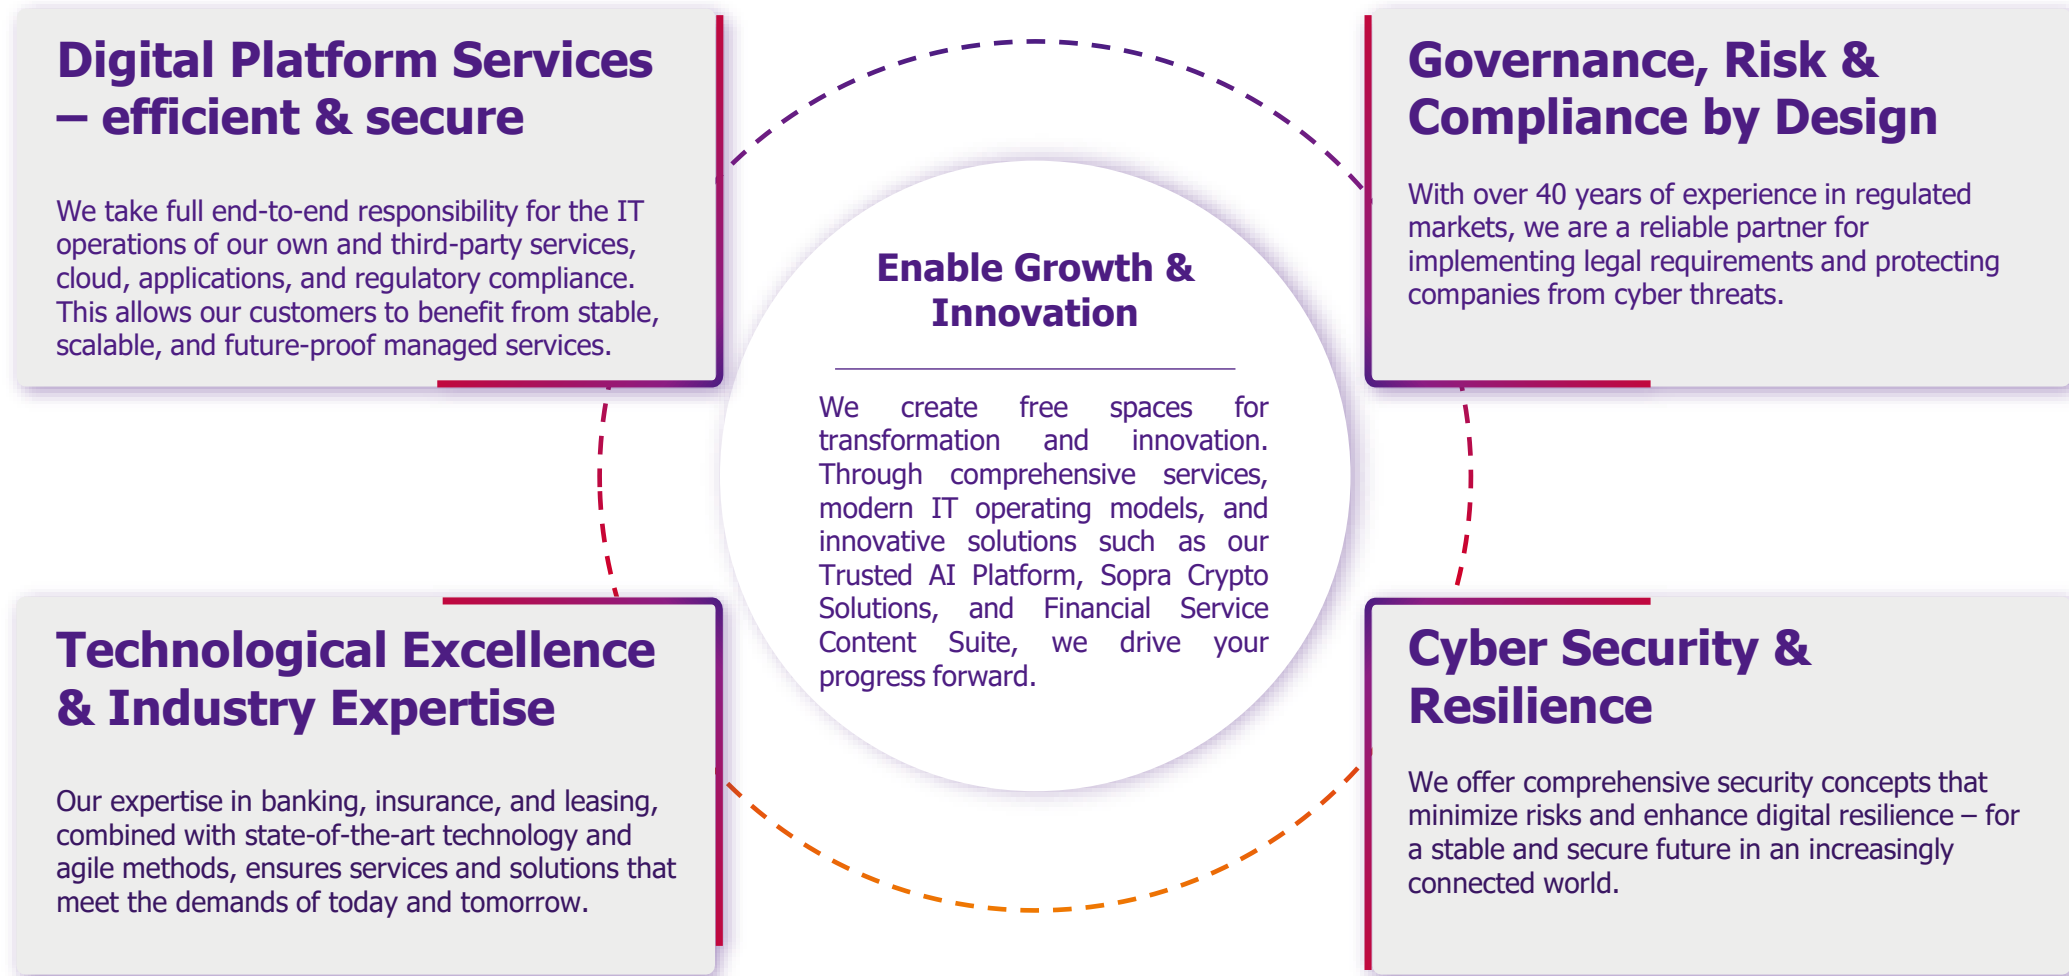 Digital Platform Services
– efficient & secure
We take full end-to-end responsibility for the IT
operations of our own and third-party services,
cloud, applications, and regulatory compliance.
This allows our customers to benefit from stable,
scalable, and future-proof managed services.
Governance, Risk &
Compliance by Design
With over 40 years of experience in regulated
markets, we are a reliable partner for
implementing legal requirements and protecting
companies from cyber threats.
Enable Growth &
Innovation
We create free spaces for
transformation and innovation.
Through comprehensive services,
modern IT operating models, and
innovative solutions such as our
Trusted AI Platform, Sopra Crypto
Solutions, and Financial Service
Content Suite, we drive your
progress forward.
Technological Excellence
& Industry Expertise
Our expertise in banking, insurance, and leasing,
combined with state-of-the-art technology and
agile methods, ensures services and solutions that
meet the demands of today and tomorrow.
Cyber Security &
Resilience
We offer comprehensive security concepts that
minimize risks and enhance digital resilience – for
a stable and secure future in an increasingly
connected world.